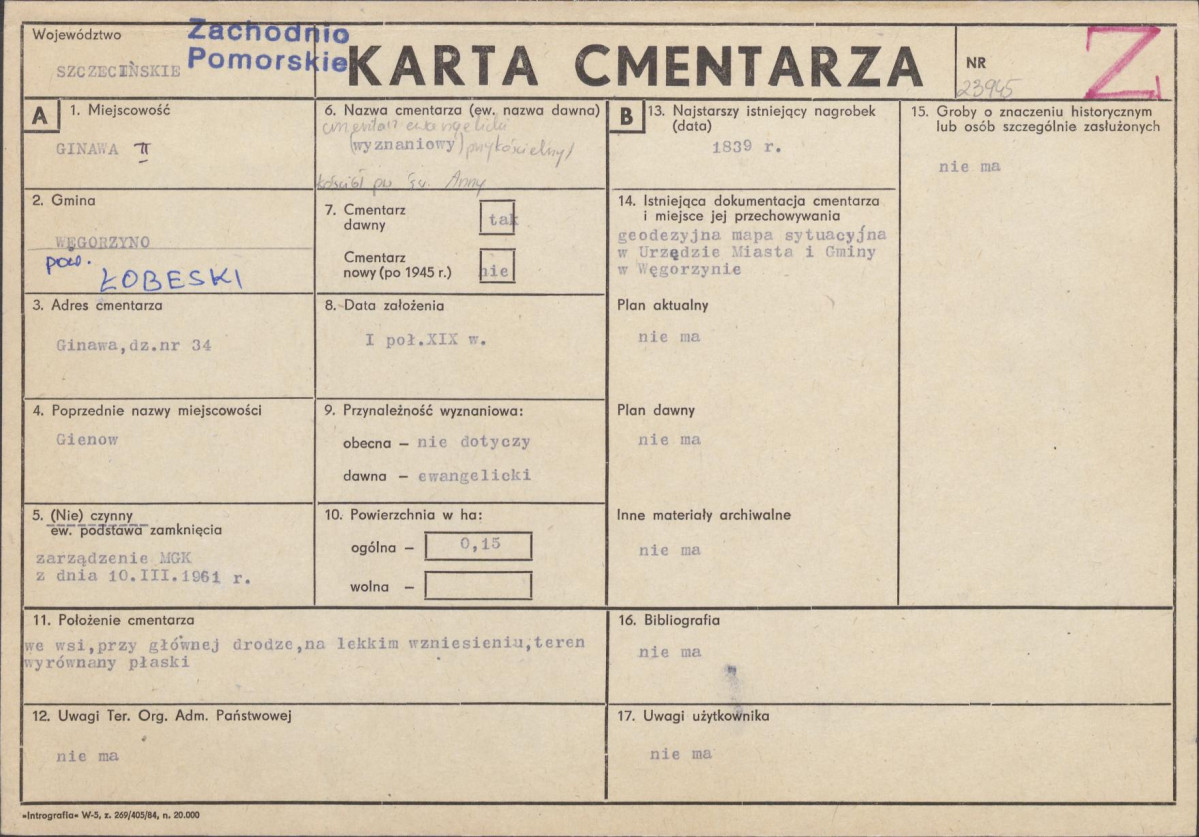 Województwo
SZCZECIŃSKIE
Zachodnio
Pomorskie
KARTA CMENTARZA
NR
23945
Z
A
1. Miejscowość
GINAWA II
2. Gmina
WĘGORZYNO
pow.
ŁOBESKI
3. Adres cmentarza
Ginawa,dz.nr 34
4. Poprzednie nazwy miejscowości
Gienow
5. (Nie) czynny
ew. podstawa zamknięcia
zarządzenie MGK
z dnia 10.III.1961 r.
6. Nazwa cmentarza (ew. nazwa dawna)
cmentarz ewangelicki
(wyznaniowy) przykościelny
kościół pw św. Anny
7. Cmentarz
dawny
tak
Cmentarz
nowy (po 1945 r.)
nie
8. Data założenia
I poł.XIX w.
9. Przynależność wyznaniowa:
obecna – nie dotyczy
dawna – ewangelicki
10. Powierzchnia w ha:
ogólna – 0,15
wolna –
B
13. Najstarszy istniejący nagrobek
(data)
1839 r.
14. Istniejąca dokumentacja cmentarza
i miejsce jej przechowywania
geodezyjna mapa sytuacyjna
w Urzędzie Miasta i Gminy
w Węgorzynie
Plan aktualny
nie ma
Plan dawny
nie ma
Inne materiały archiwalne
nie ma
15. Groby o znaczeniu historycznym
lub osób szczególnie zasłużonych
nie ma
11. Położenie cmentarza
we wsi,przy głównej drodze,na lekkim wzniesieniu,teren
wyrównany płaski
12. Uwagi Ter. Org. Adm. Państwowej
nie ma
16. Bibliografia
nie ma
17. Uwagi użytkownika
nie ma
»Intrografia« W-5, z. 269/405/84, n. 20.000